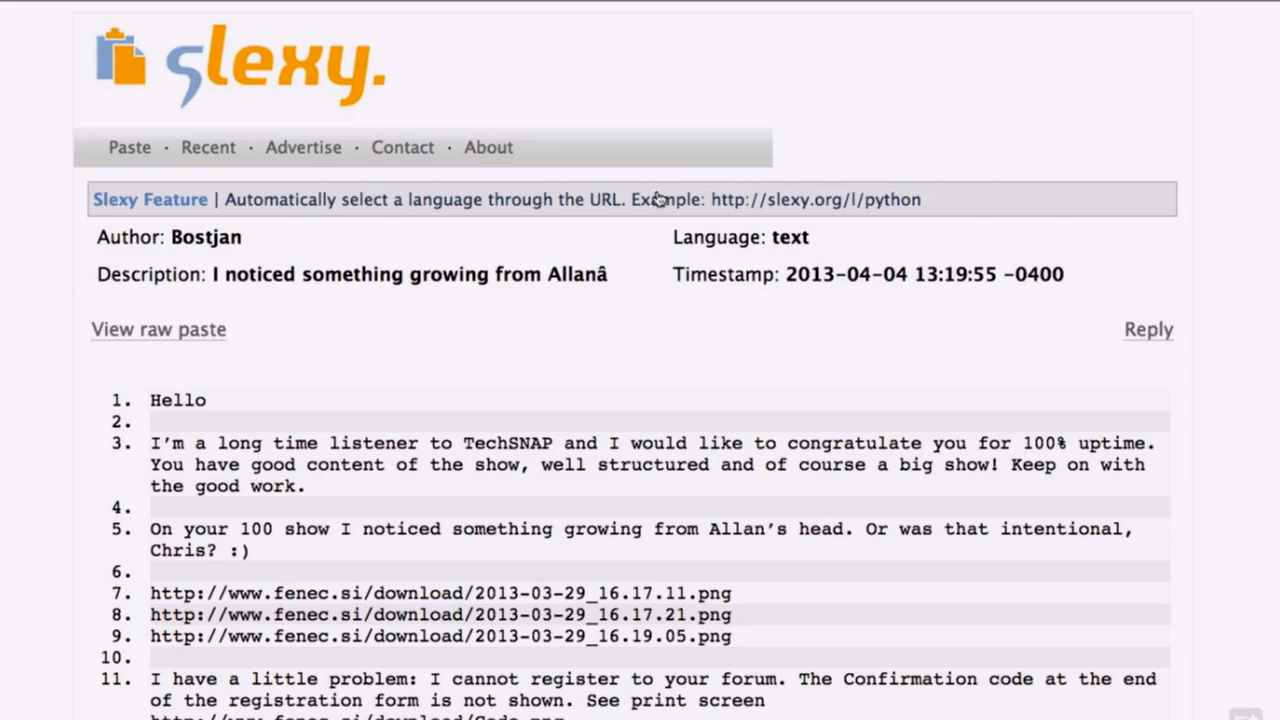 slexy.
Paste · Recent · Advertise · Contact · About
Slexy Feature | Automatically select a language through the URL. Example: http://slexy.org/l/python
Author: Bostjan
Language: text
Description: I noticed something growing from Allanâ
Timestamp: 2013-04-04 13:19:55 -0400
View raw paste
Reply
1. Hello
2.
3. I’m a long time listener to TechSNAP and I would like to congratulate you for 100% uptime.
You have good content of the show, well structured and of course a big show! Keep on with
the good work.
4.
5. On your 100 show I noticed something growing from Allan’s head. Or was that intentional,
Chris? :)
6.
7. http://www.fenec.si/download/2013-03-29_16.17.11.png
8. http://www.fenec.si/download/2013-03-29_16.17.21.png
9. http://www.fenec.si/download/2013-03-29_16.19.05.png
10.
11. I have a little problem: I cannot register to your forum. The Confirmation code at the end
of the registration form is not shown. See print screen
http://www.fenec.si/download/Code.png